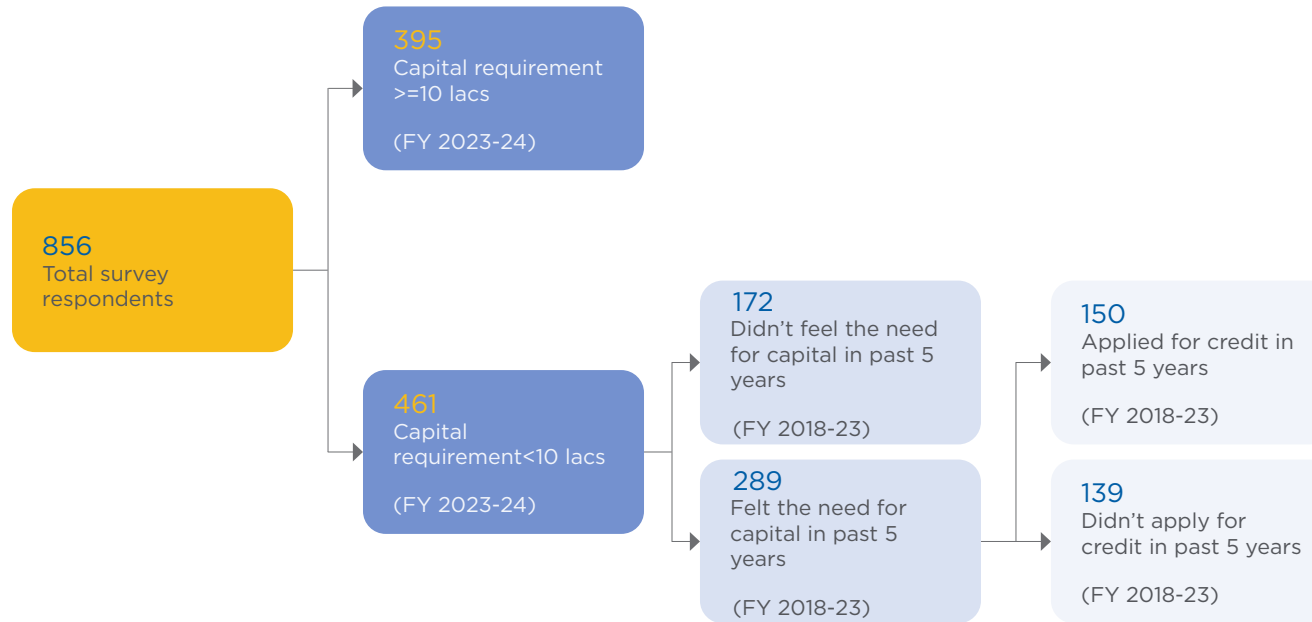 395
Capital requirement
>=10 lacs
(FY 2023-24)
856
Total survey
respondents
461
Capital
requirement<10 lacs
(FY 2023-24)
172
Didn’t feel the need
for capital in past 5
years
(FY 2018-23)
289
Felt the need for
capital in past 5
years
(FY 2018-23)
150
Applied for credit in
past 5 years
(FY 2018-23)
139
Didn’t apply for
credit in past 5 years
(FY 2018-23)